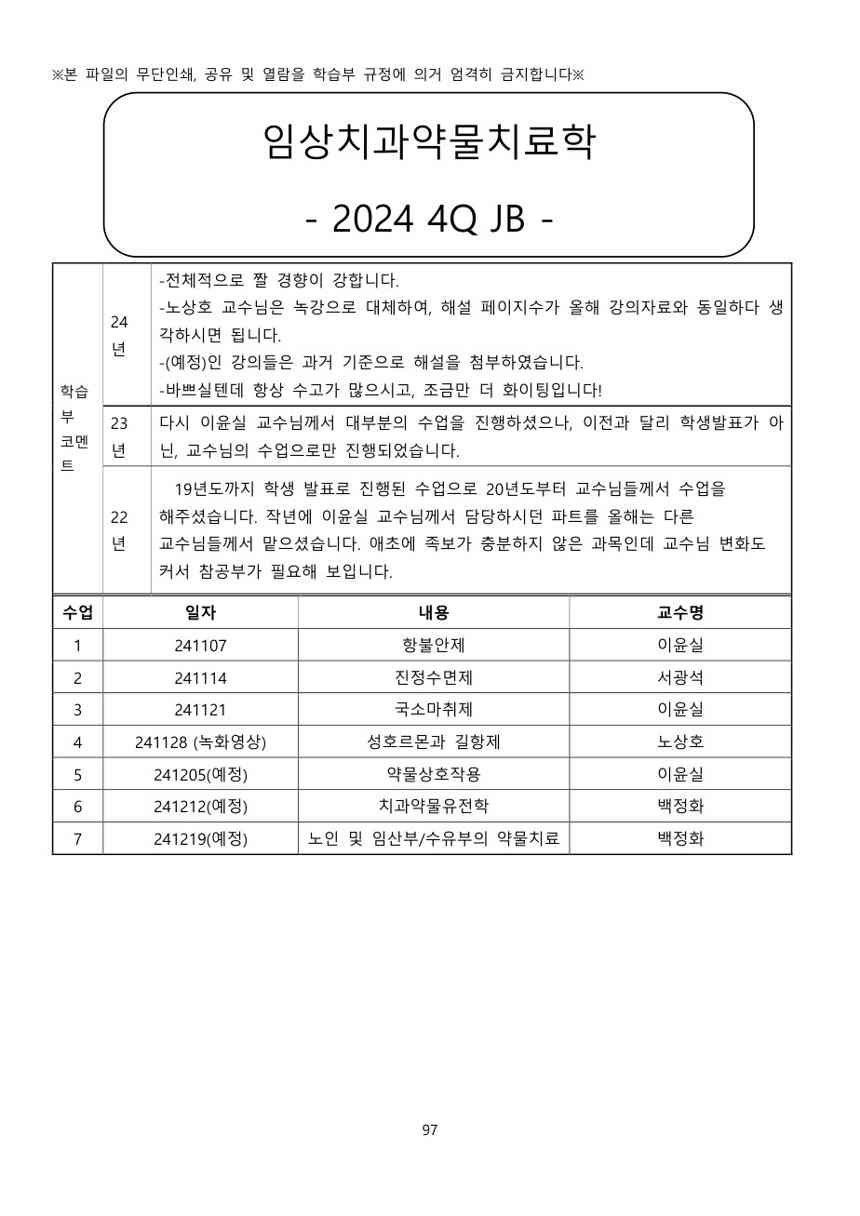 ※본 파일의 무단인쇄, 공유 및 열람을 학습부 규정에 의거 엄격히 금지합니다※
임상치과약물치료학
- 2024 4Q JB -
학습
부
코멘
트
24
년
-전체적으로 짤 경향이 강합니다.
-노상호 교수님은 녹강으로 대체하여, 해설 페이지수가 올해 강의자료와 동일하다 생
각하시면 됩니다.
-(예정)인 강의들은 과거 기준으로 해설을 첨부하였습니다.
-바쁘실텐데 항상 수고가 많으시고, 조금만 더 화이팅입니다!
23
년
다시 이윤실 교수님께서 대부분의 수업을 진행하셨으나, 이전과 달리 학생발표가 아
닌, 교수님의 수업으로만 진행되었습니다.
22
년
19년도까지 학생 발표로 진행된 수업으로 20년도부터 교수님들께서 수업을
해주셨습니다. 작년에 이윤실 교수님께서 담당하시던 파트를 올해는 다른
교수님들께서 맡으셨습니다. 애초에 족보가 충분하지 않은 과목인데 교수님 변화도
커서 참공부가 필요해 보입니다.
수업 일자 내용 교수명
1 241107 항불안제 이윤실
2 241114 진정수면제 서광석
3 241121 국소마취제 이윤실
4 241128 (녹화영상) 성호르몬과 길항제 노상호
5 241205(예정) 약물상호작용 이윤실
6 241212(예정) 치과약물유전학 백정화
7 241219(예정) 노인 및 임산부/수유부의 약물치료 백정화
97